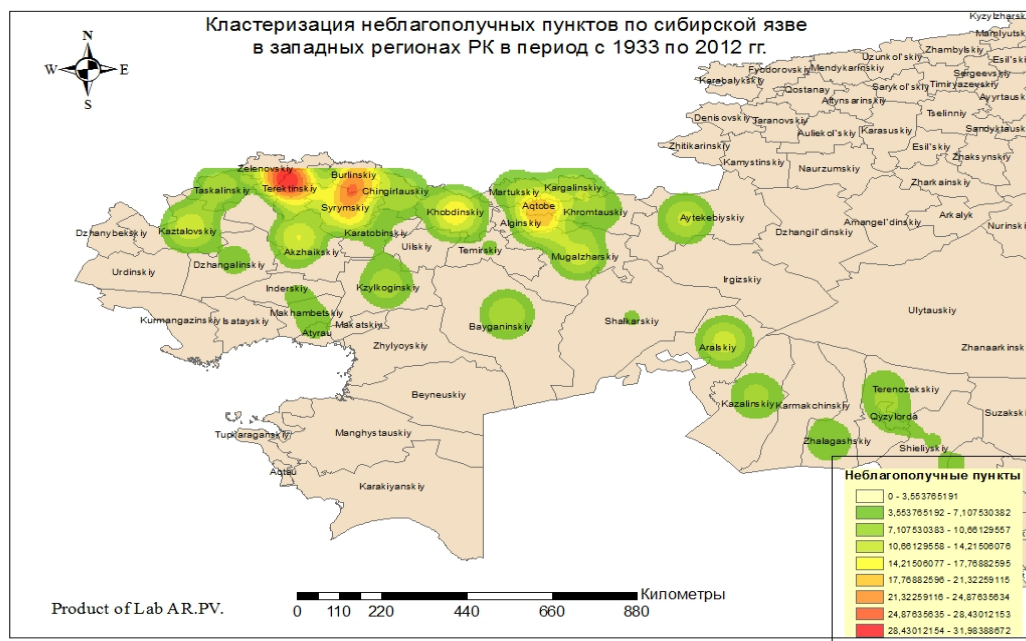 Кластеризация неблагополучных пунктов по сибирской язве
в западных регионах РК в период с 1933 по 2012 гг.
N
W E
S
Kyzylzharsk
Mamlyutsk
Zhambylskiy
Esil'skiy
Uzunkol'skiy
Fyodorovskiy
Mendykarinskiy
Sergeevskiy
Karabalykskiy
Qostanay
Sarykol'skiy
Timiryazevskiy
Altynsarinskiy
Ayyrtausk
Denisovskiy
Taranovskiy
Tselinniy
Auliekol'skiy
Karasuskiy
Sandyktausk
Zhitikarinskiy
Esil'skiy
Kamystinskiy
Naurzumskiy
Zhaksynskiy
Zharkainskiy
Arkalyk
Amangel'dinskiy
Dzhangil'dinskiy
Nurinski
Zelenovskiy
Burlinskiy
Taskalinskiy
Terektinskiy
Chingirlauskiy
Martukskiy
Kargalinskiy
Syrymskiy
Khobdinskiy
Aqtobe
Khromtauskiy
Aytekebiyskiy
Kaztalovskiy
Karatobinskiy
Alginskiy
Dzhanybekskiy
Akzhaikskiy
Uilskiy
Temirskiy
Mugalzharskiy
Urdinskiy
Dzhangalinskiy
Inderskiy
Kzylkoginskiy
Irgizskiy
Makhambetskiy
Kurmangazinskiy
Isatayskiy
Atyrau
Makatskiy
Bayganinskiy
Shalkarskiy
Ulytauskiy
Zhylyoyskiy
Aralskiy
Zhanaarkinsk
Beyneuskiy
Terenozekskiy
Kazalinskiy
Karmakchinskiy
Qyzylorda
Suzakski
Tupkaraganskiy
Manghystauskiy
Zhalagashskiy
Shieliyskiy
Aqtau
Karakiyanskiy
Неблагополучные пункты
0 - 3,553765191
3,553765192 - 7,107530382
7,107530383 - 10,66129557
10,66129558 - 14,21506076
14,21506077 - 17,76882595
17,76882596 - 21,32259115
21,32259116 - 24,87635634
24,87635635 - 28,43012153
28,43012154 - 31,98388672
Product of Lab AR.PV.
Километры
0 110 220 440 660 880